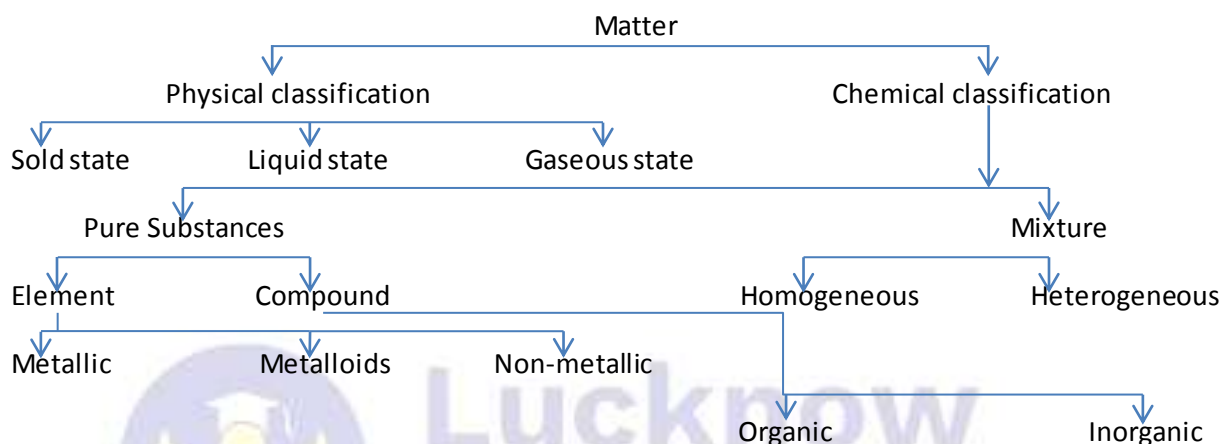 Matter
Physical classification Chemical classification
Sold state Liquid state Gaseous state
Pure Substances Mixture
Element Compound Homogeneous Heterogeneous
Metallic Metalloids Non-metallic
Lucknow
Organic Inorganic